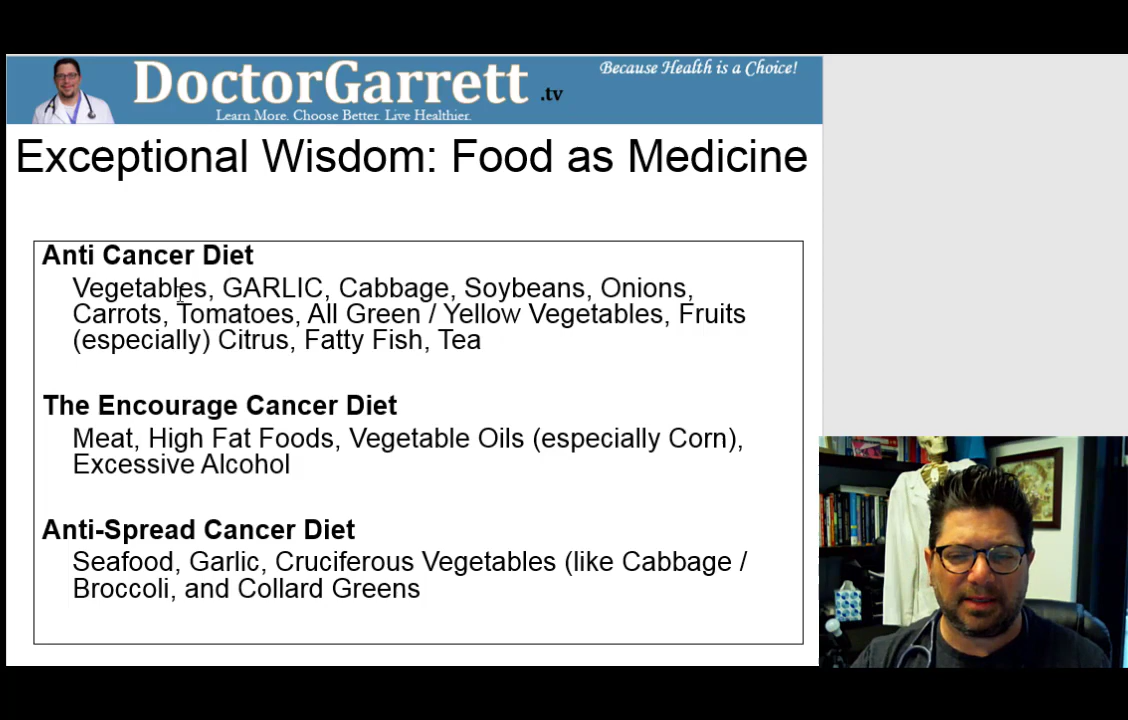 DoctorGarrett .tv
Because Health is a Choice!
Learn More. Choose Better. Live Healthier.
Exceptional Wisdom: Food as Medicine
Anti Cancer Diet
Vegetables, GARLIC, Cabbage, Soybeans, Onions,
Carrots, Tomatoes, All Green / Yellow Vegetables, Fruits
(especially) Citrus, Fatty Fish, Tea
The Encourage Cancer Diet
Meat, High Fat Foods, Vegetable Oils (especially Corn),
Excessive Alcohol
Anti-Spread Cancer Diet
Seafood, Garlic, Cruciferous Vegetables (like Cabbage /
Broccoli, and Collard Greens